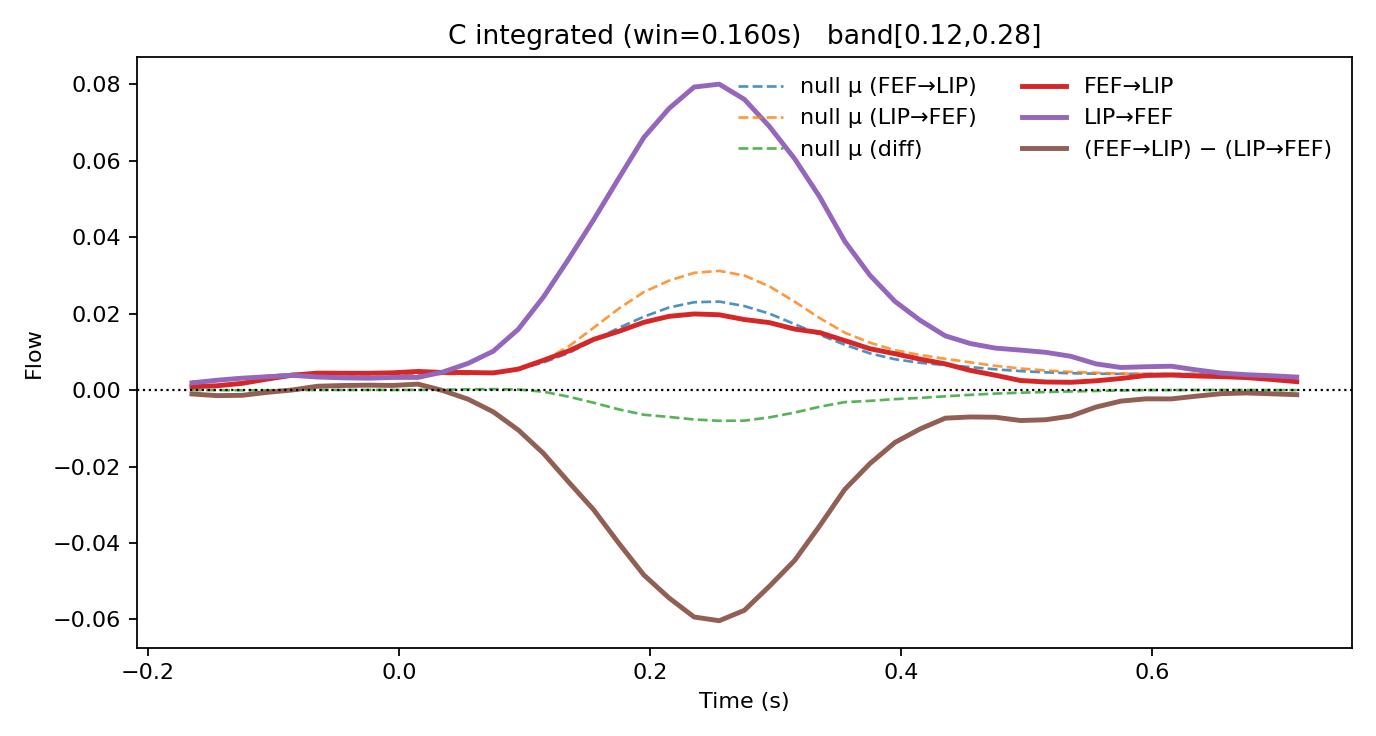 C integrated (win=0.160s)   band[0.12,0.28]
null μ (FEF→LIP)
null μ (LIP→FEF)
null μ (diff)
FEF→LIP
LIP→FEF
(FEF→LIP) − (LIP→FEF)
Flow
0.08
0.06
0.04
0.02
0.00
−0.02
−0.04
−0.06
−0.2
0.0
0.2
0.4
0.6
Time (s)